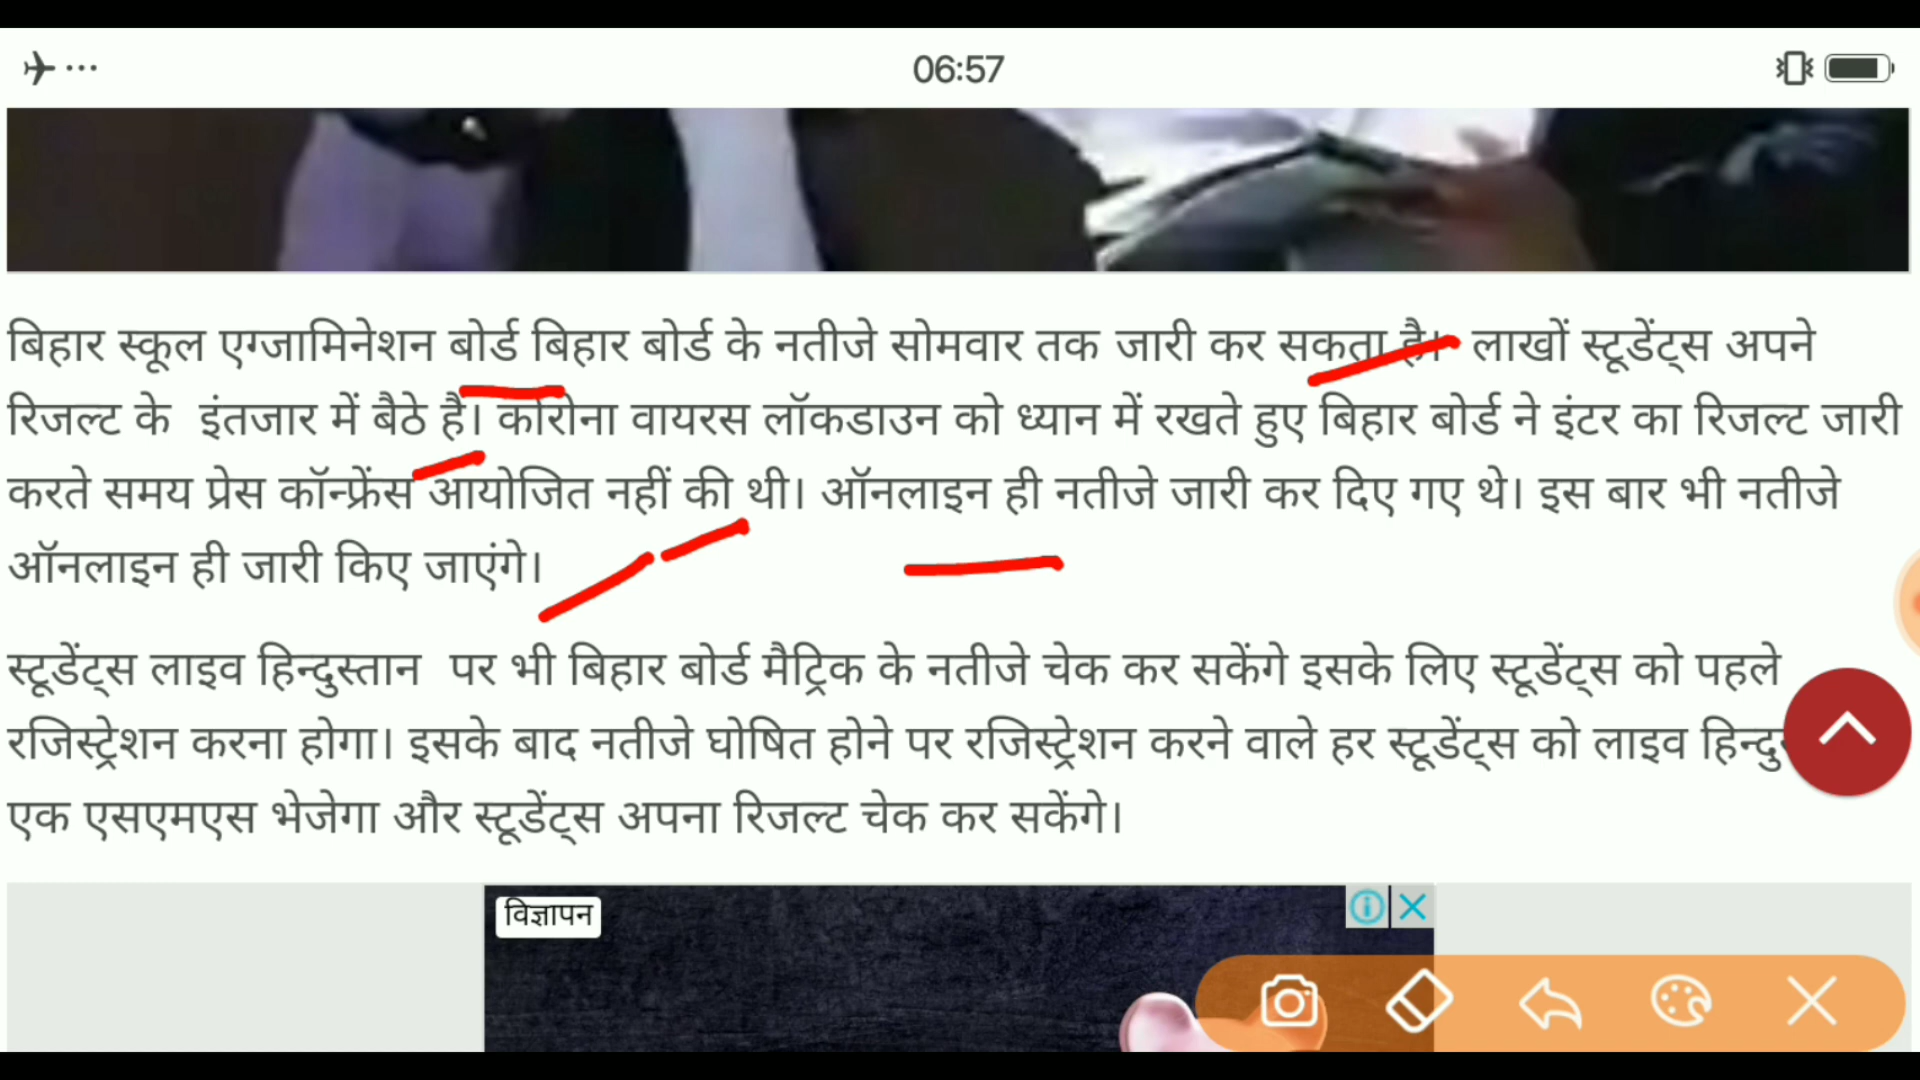 06:57
बिहार स्कूल एग्जामिनेशन बोर्ड बिहार बोर्ड के नतीजे सोमवार तक जारी कर सकता है। लाखों स्टूडेंट्स अपने
रिजल्ट के इंतजार में बैठे है। कोरोना वायरस लॉकडाउन को ध्यान में रखते हुए बिहार बोर्ड ने इंटर का रिजल्ट जारी
करते समय प्रेस कॉन्फ्रेंस आयोजित नहीं की थी। ऑनलाइन ही नतीजे जारी कर दिए गए थे। इस बार भी नतीजे
ऑनलाइन ही जारी किए जाएंगे।
स्टूडेंट्स लाइव हिन्दुस्तान पर भी बिहार बोर्ड मैट्रिक के नतीजे चेक कर सकेंगे इसके लिए स्टूडेंट्स को पहले
रजिस्ट्रेशन करना होगा। इसके बाद नतीजे घोषित होने पर रजिस्ट्रेशन करने वाले हर स्टूडेंट्स को लाइव
एक एसएमएस भेजेगा और स्टूडेंट्स अपना रिजल्ट चेक कर सकेंगे।
विज्ञापन